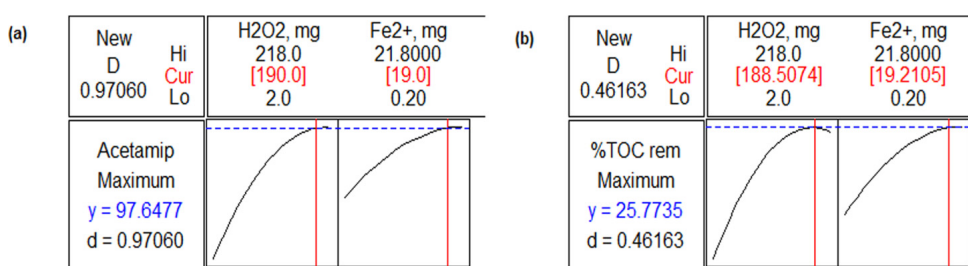 (a)
New
D
0.97060
Hi
Cur
Lo
H2O2, mg
218.0
[190.0]
2.0
Fe2+, mg
21.8000
[19.0]
0.20
Acetamip
Maximum
y = 97.6477
d = 0.97060
(b)
New
D
0.46163
Hi
Cur
Lo
H2O2, mg
218.0
[188.5074]
2.0
Fe2+, mg
21.8000
[19.2105]
0.20
%TOC rem
Maximum
y = 25.7735
d = 0.46163